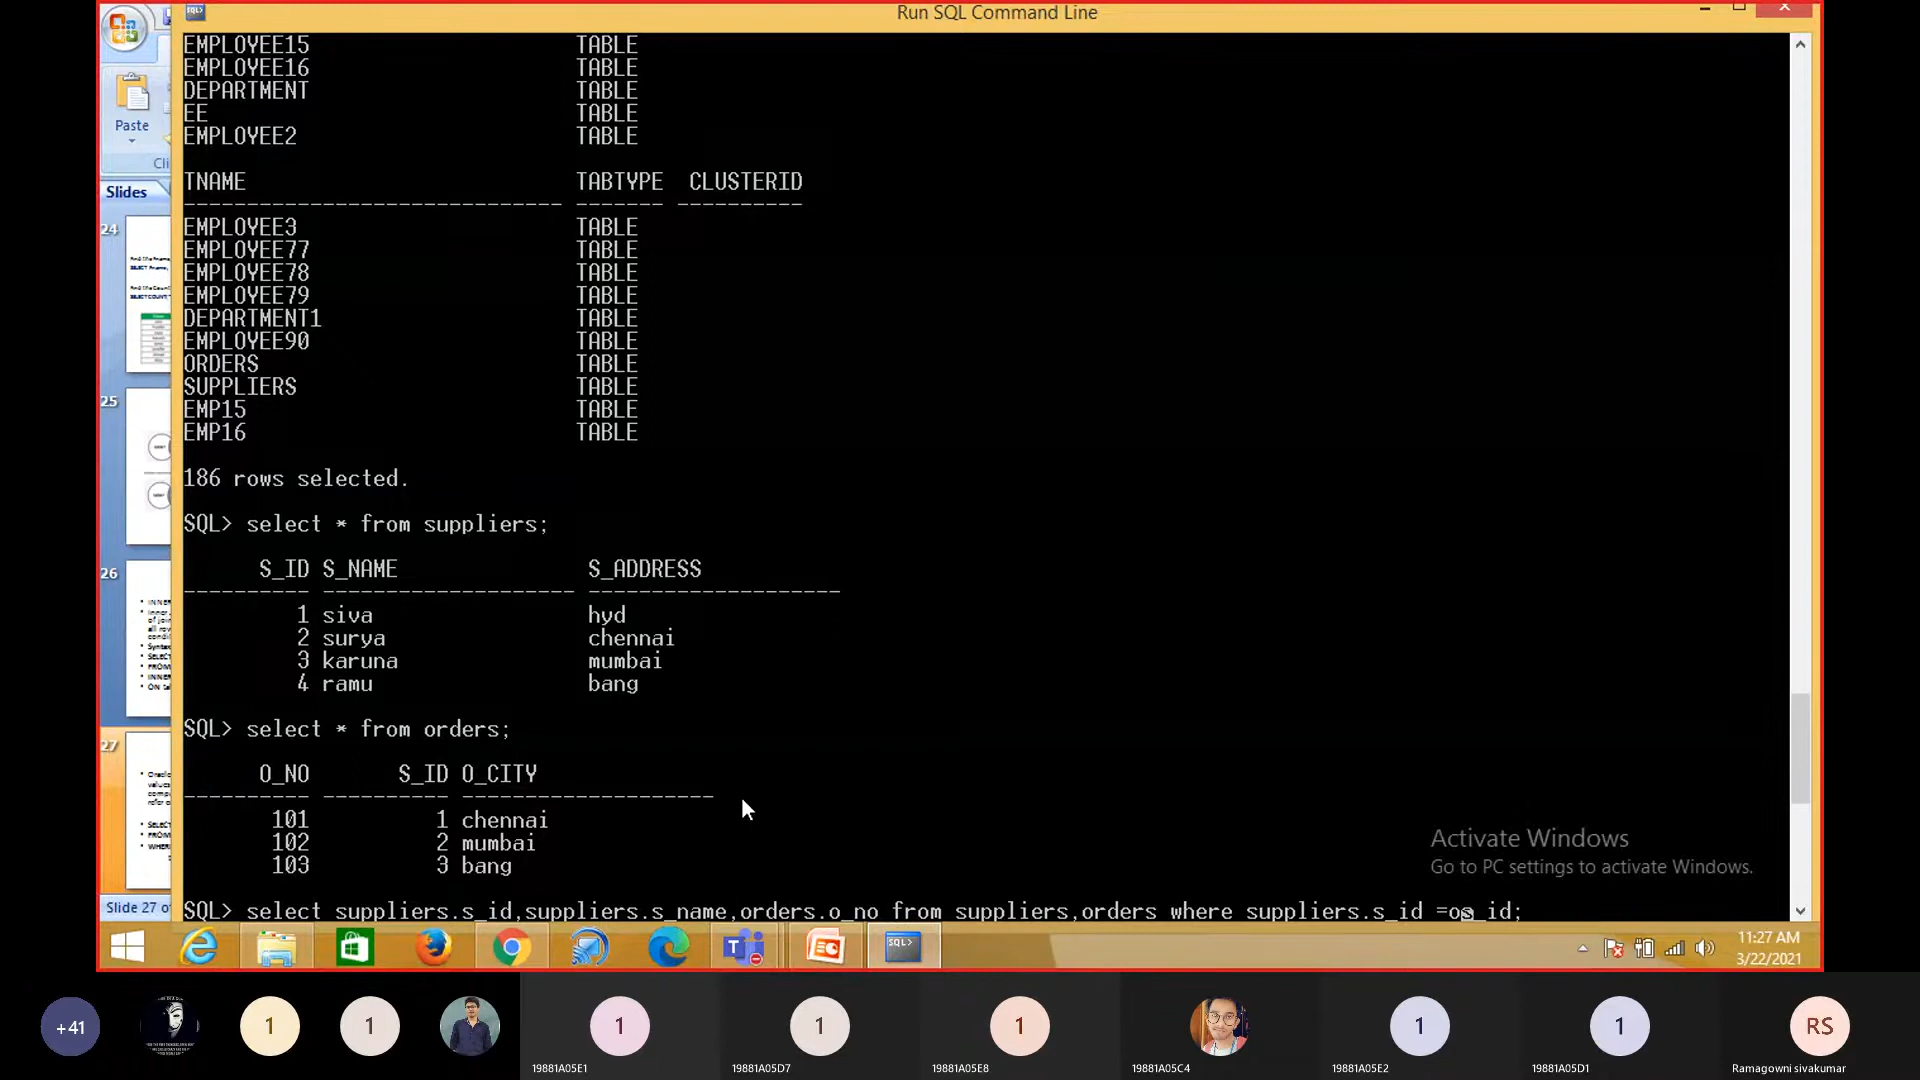 Run SQL Command Line
EMPLOYEE15 TABLE
EMPLOYEE16 TABLE
DEPARTMENT TABLE
EE TABLE
EMPLOYEE2 TABLE
TNAME TABTYPE CLUSTERID
------------------------------ ------- ----------
EMPLOYEE3 TABLE
EMPLOYEE77 TABLE
EMPLOYEE78 TABLE
EMPLOYEE79 TABLE
DEPARTMENT1 TABLE
EMPLOYEE90 TABLE
ORDERS TABLE
SUPPLIERS TABLE
EMP15 TABLE
EMP16 TABLE
186 rows selected.
SQL> select * from suppliers;
S_ID S_NAME S_ADDRESS
---------- -------------------- --------------------
1 siva hyd
2 surya chennai
3 karuna mumbai
4 ramu bang
SQL> select * from orders;
O_NO S_ID O_CITY
---------- ---------- --------------------
101 1 chennai
102 2 mumbai
103 3 bang
SQL> select suppliers.s_id,suppliers.s_name,orders.o_no from suppliers,orders where suppliers.s_id =os_id;
Paste
Cli
Slides
24
25
26
27
Slide 27 of
Activate Windows
Go to PC settings to activate Windows.
SQL>
11:27 AM
3/22/2021
+41
1
1
1
19881A05E1
1
19881A05D7
1
19881A05E8
19881A05C4
1
19881A05E2
1
19881A05D1
RS
Ramagowni sivakumar